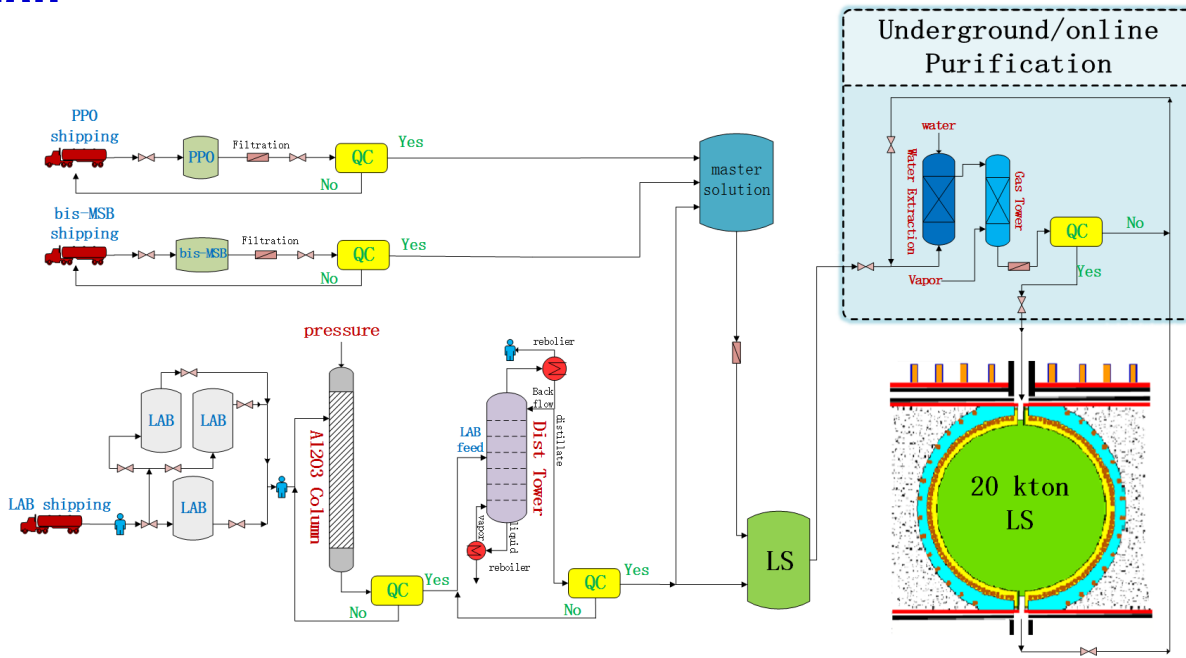 Underground/online
Purification
PPO
shipping
PPO
Filtration
QC
Yes
No
master
solution
water
Water Extraction
Gas Tower
QC
No
Yes
Vapor
bis-MSB
shipping
bis-MSB
Filtration
QC
Yes
No
pressure
rebolier
Back
flow
distillate
LAB
LAB
LAB
feed
Dist Tower
Al203 Column
LAB shipping
LAB
vapor
liquid
reboiler
QC
Yes
No
QC
Yes
No
LS
20 kton
LS